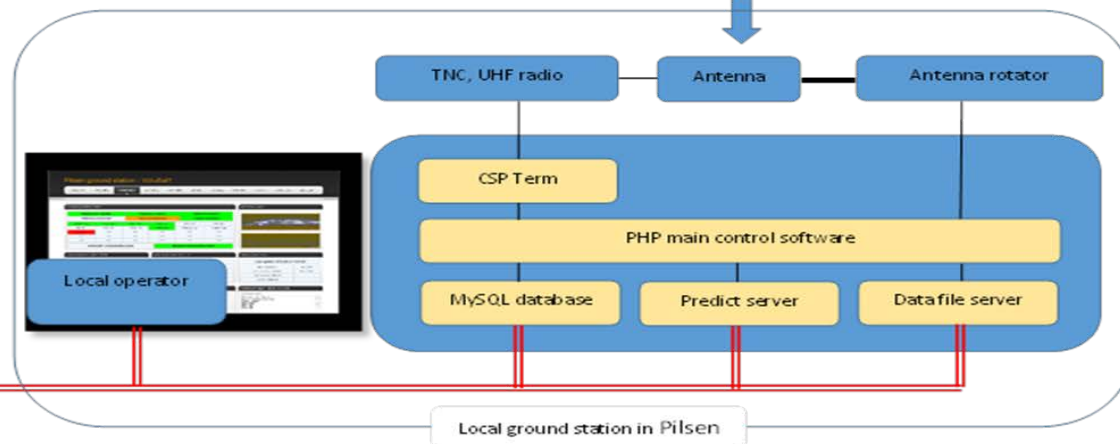 TNC, UHF radio
Antenna
Antenna rotator
CSP Term
PHP main control software
Local operator
MySQL database
Predict server
Data file server
Local ground station in Pilsen